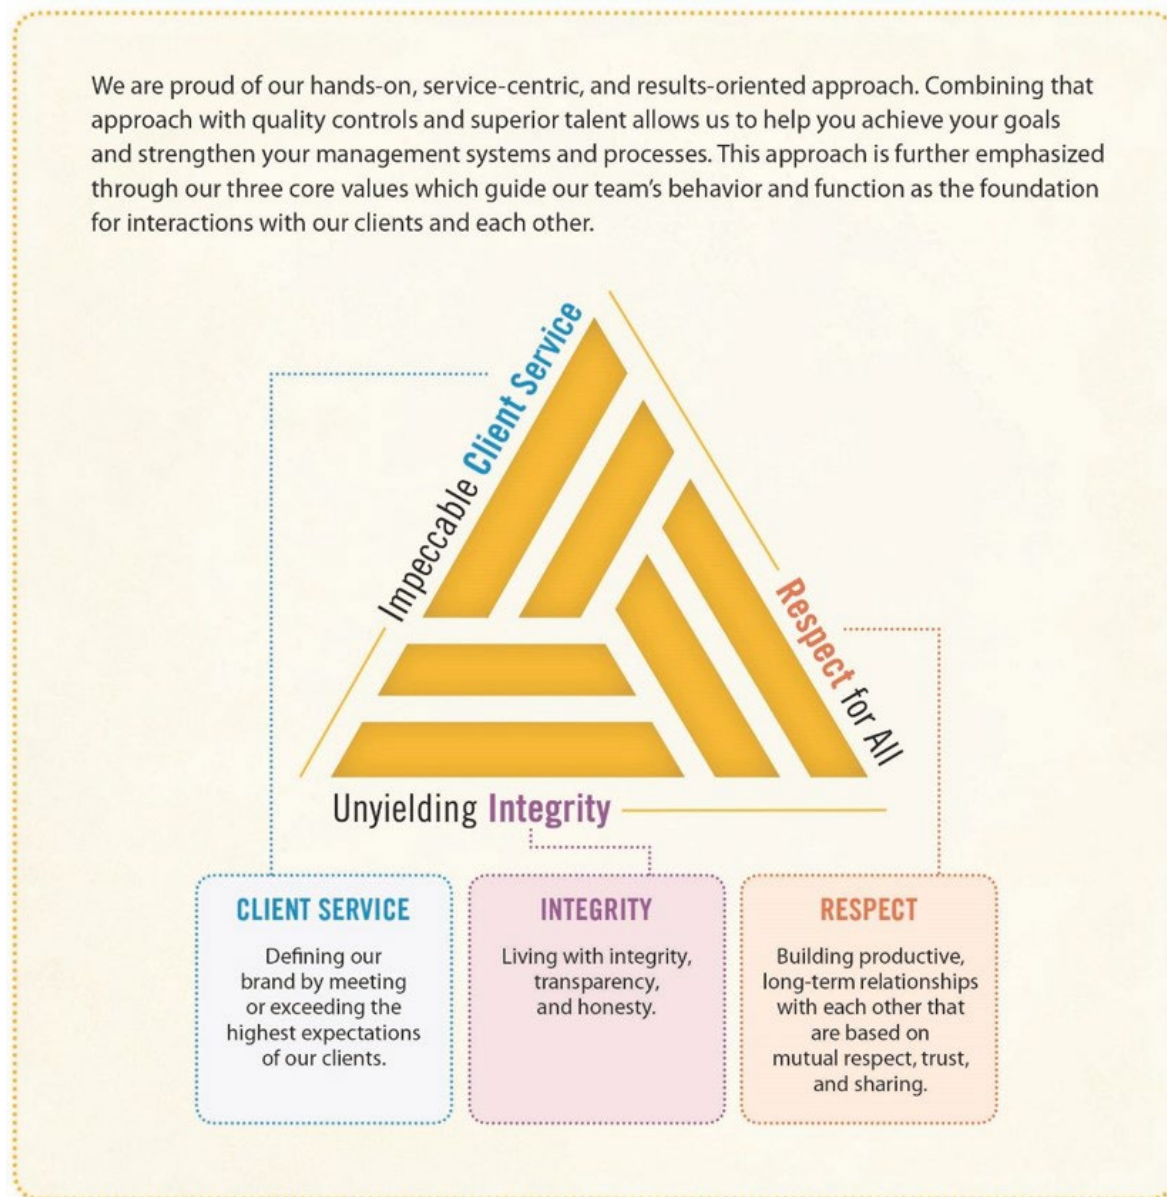 We are proud of our hands-on, service-centric, and results-oriented approach. Combining that
approach with quality controls and superior talent allows us to help you achieve your goals
and strengthen your management systems and processes. This approach is further emphasized
through our three core values which guide our team's behavior and function as the foundation
for interactions with our clients and each other.
Impeccable Client Service
Respect for All
Unyielding Integrity
CLIENT SERVICE
Defining our
brand by meeting
or exceeding the
highest expectations
of our clients.
INTEGRITY
Living with integrity,
transparency,
and honesty.
RESPECT
Building productive,
long-term relationships
with each other that
are based on
mutual respect, trust,
and sharing.